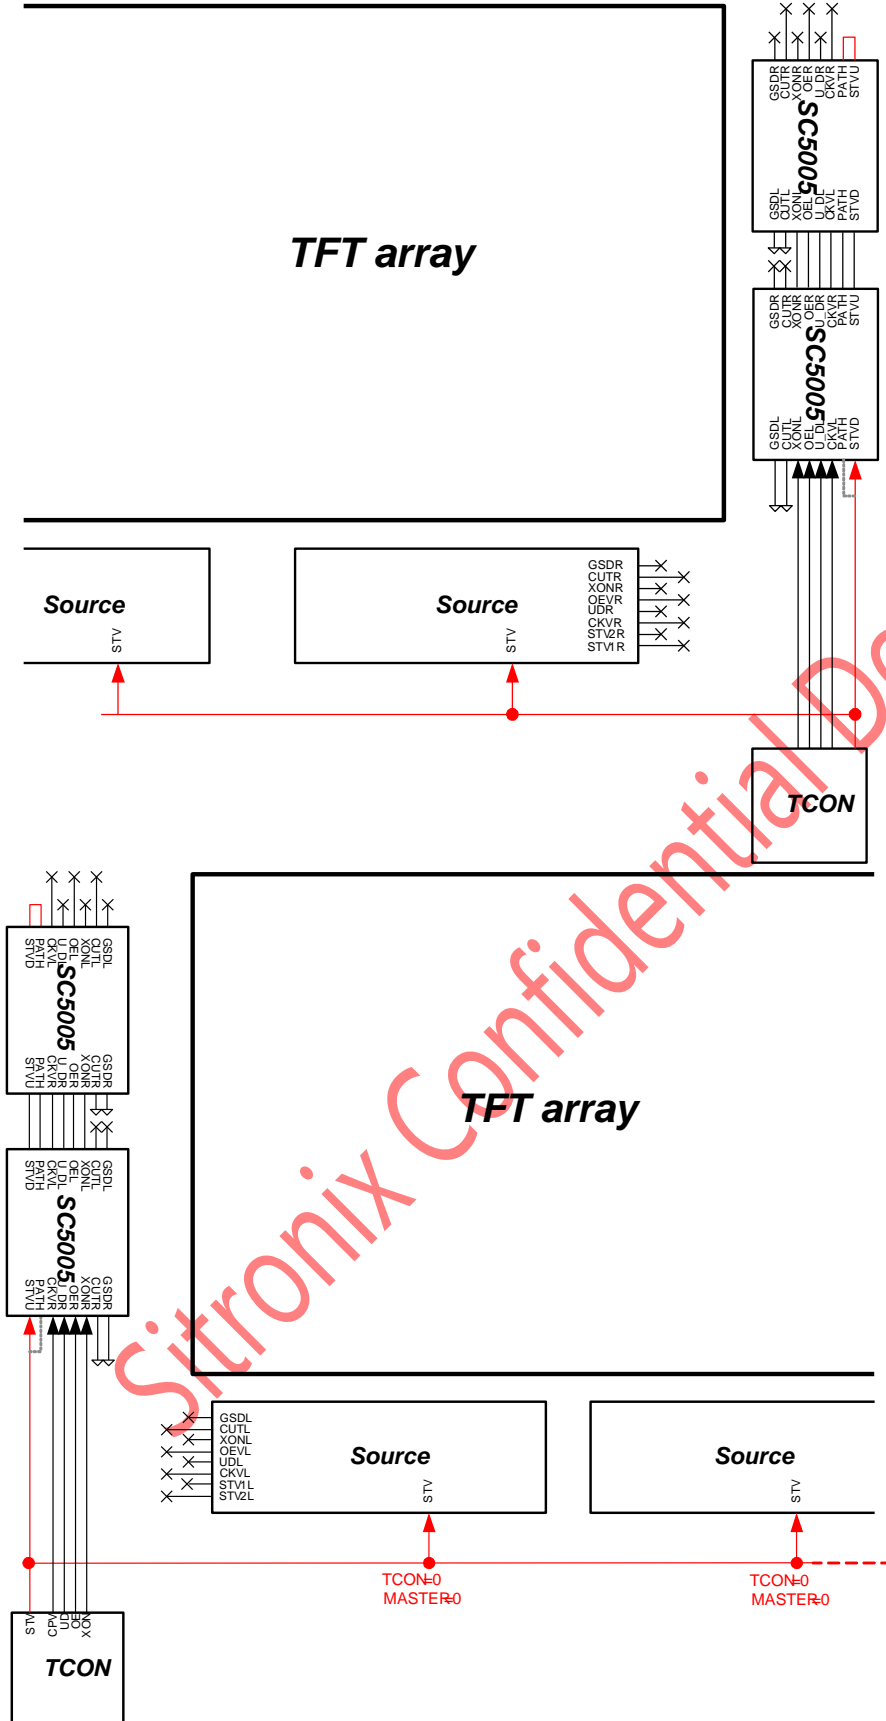 GSDR
CUTR
XONR
OER
U_DR
CKVR
PATH
STVU
SC5005
GSDL
CUTL
XONL
OEL
U_DL
CKVL
PATH
STVD
TFT array
GSDR
CUTR
XONR
OER
U_DR
CKVR
PATH
STVU
SC5005
GSDL
CUTL
XONL
OEL
U_DL
CKVL
PATH
STVD
Source
STV
Source
STV
GSDR
CUTR
XONR
OEVR
UDR
CKVR
STV2R
STV1R
TCON
STVD
PATH
CKVL
U_DL
OEL
XONL
CUTL
GSDL
SC5005
STVU
PATH
CKVR
U_DR
OER
XONR
CUTR
GSDR
TFT array
STVD
PATH
CKVL
U_DL
OEL
XONL
CUTL
GSDL
SC5005
STVU
PATH
CKVR
U_DR
OER
XONR
CUTR
GSDR
GSDL
CUTL
XONL
OEVL
UDL
CKVL
STV1L
STV2L
Source
STV
Source
STV
TCON=0
MASTER=0
TCON=0
MASTER=0
STV
CPV
UD
OE
XON
TCON
Sitronix Confidential